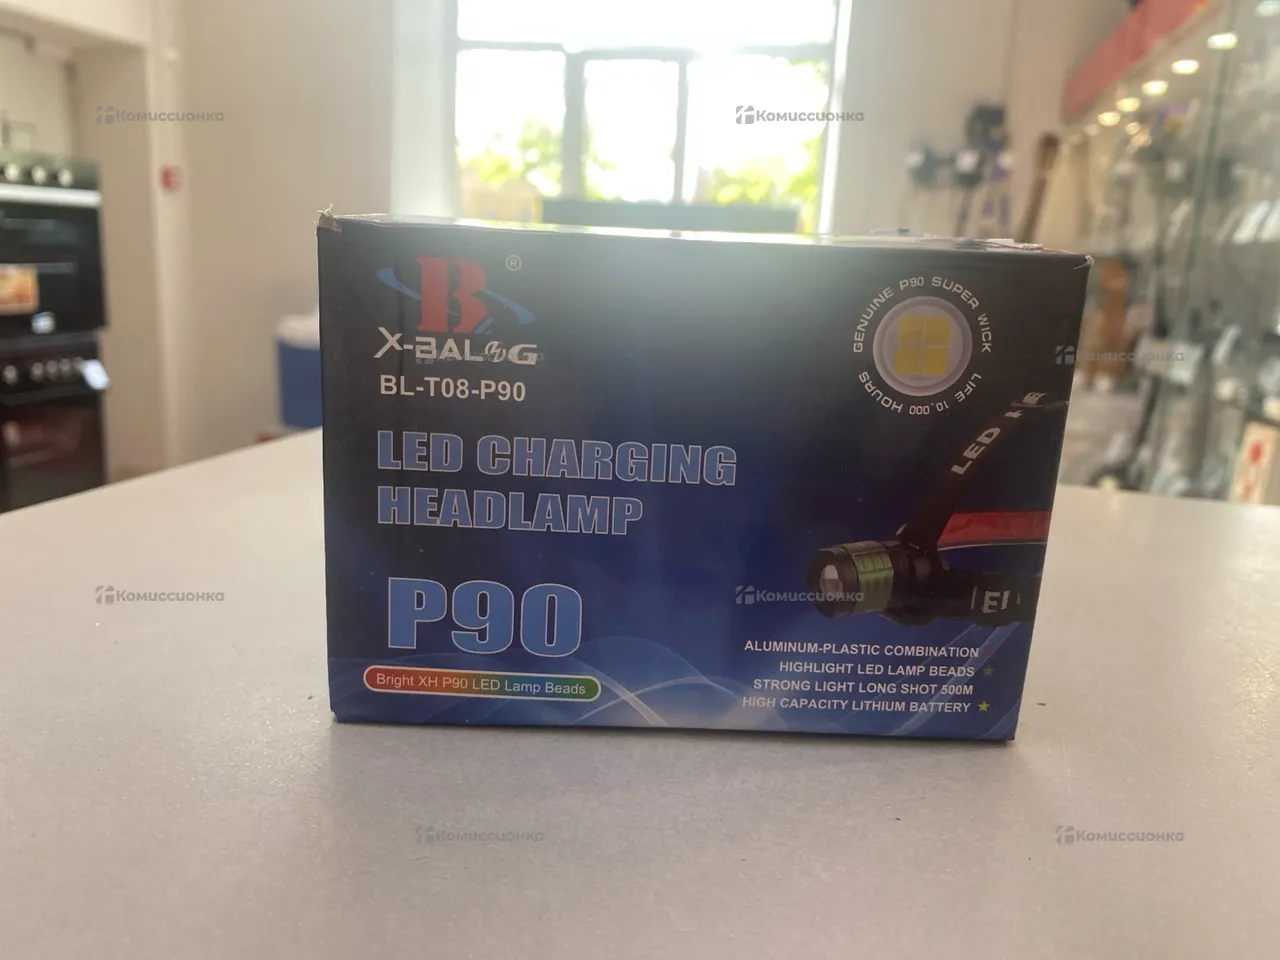 Комиссионка
Комиссионка
B®
X-BALOG
BL-T08-P90
GENUINE P90 SUPER WICK
LIFE 10,000 HOURS
Комиссионка
Комиссионка
LED CHARGING
HEADLAMP
LED
P90
Bright XH P90 LED Lamp Beads
ALUMINUM-PLASTIC COMBINATION
HIGHLIGHT LED LAMP BEADS
STRONG LIGHT LONG SHOT 500M
HIGH CAPACITY LITHIUM BATTERY
Комиссионка
Комиссионка
Комиссионка
Комиссионка